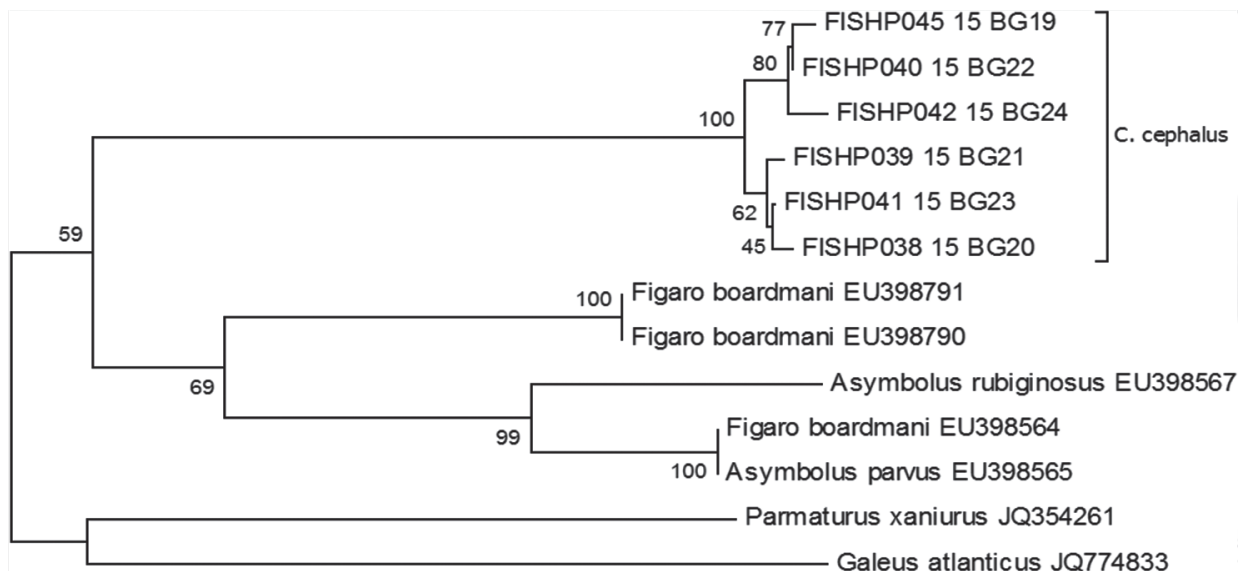 77
FISHP045 15 BG19
80
FISHP040 15 BG22
FISHP042 15 BG24
100
C. cephalus
FISHP039 15 BG21
FISHP041 15 BG23
62
45
FISHP038 15 BG20
59
100
Figaro boardmani EU398791
Figaro boardmani EU398790
69
Asymbolus rubiginosus EU398567
99
Figaro boardmani EU398564
100
Asymbolus parvus EU398565
Parmaturus xaniurus JQ354261
Galeus atlanticus JQ774833